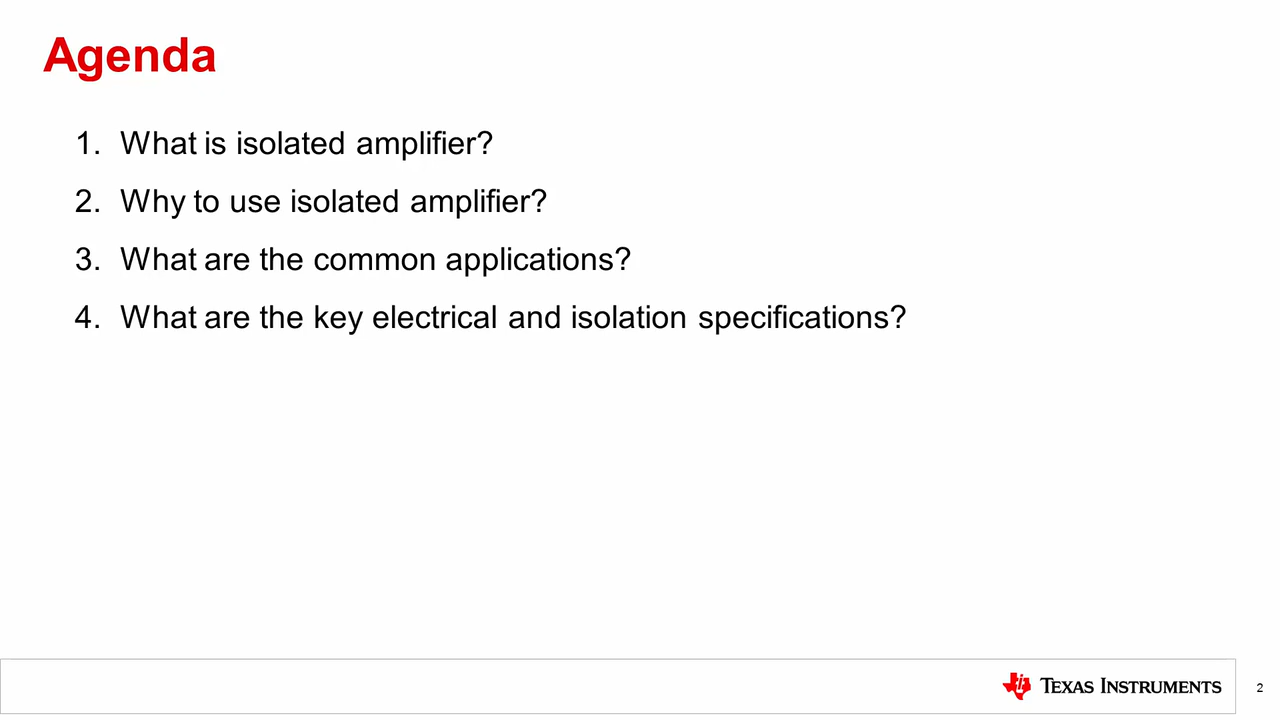 Agenda
1. What is isolated amplifier?
2. Why to use isolated amplifier?
3. What are the common applications?
4. What are the key electrical and isolation specifications?
TEXAS INSTRUMENTS
2